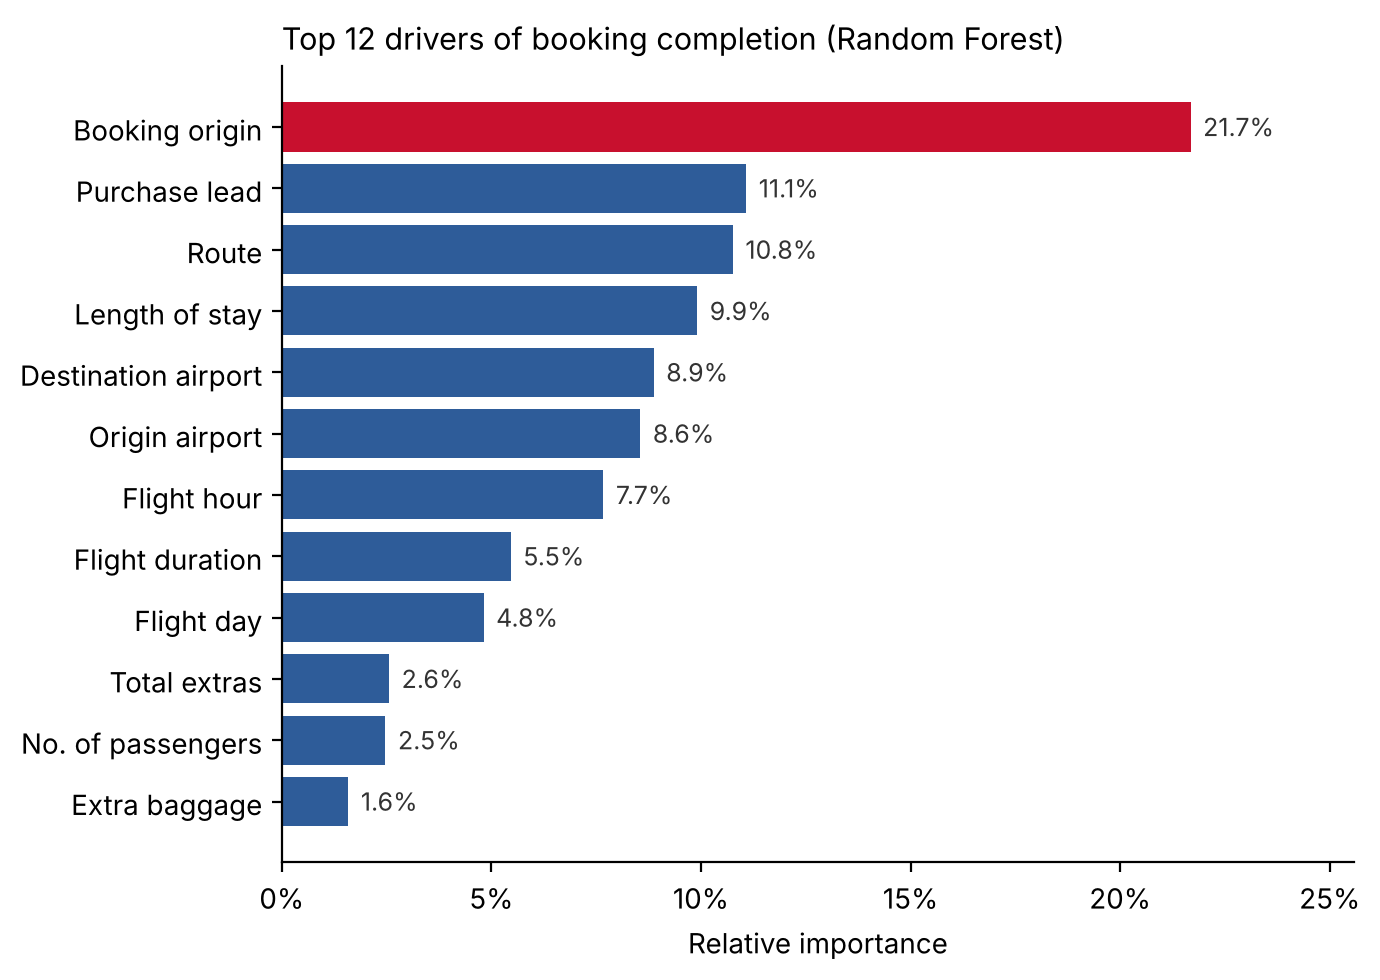 Top 12 drivers of booking completion (Random Forest)
Booking origin 21.7%
Purchase lead 11.1%
Route 10.8%
Length of stay 9.9%
Destination airport 8.9%
Origin airport 8.6%
Flight hour 7.7%
Flight duration 5.5%
Flight day 4.8%
Total extras 2.6%
No. of passengers 2.5%
Extra baggage 1.6%
0% 5% 10% 15% 20% 25%
Relative importance